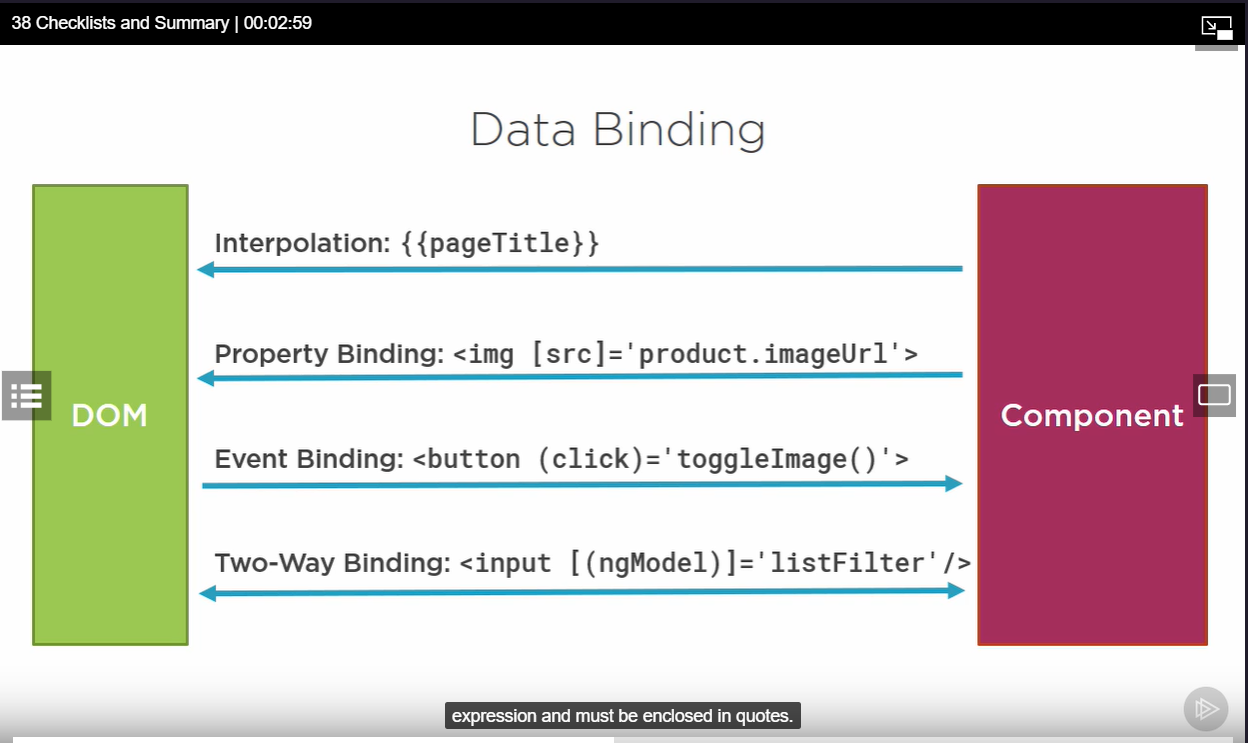 38 Checklists and Summary | 00:02:59
Data Binding
Interpolation: {{pageTitle}}
Property Binding: <img [src]='product.imageUrl'>
DOM
Component
Event Binding: <button (click)='toggleImage()'>
Two-Way Binding: <input [(ngModel)]='listFilter'/>
expression and must be enclosed in quotes.